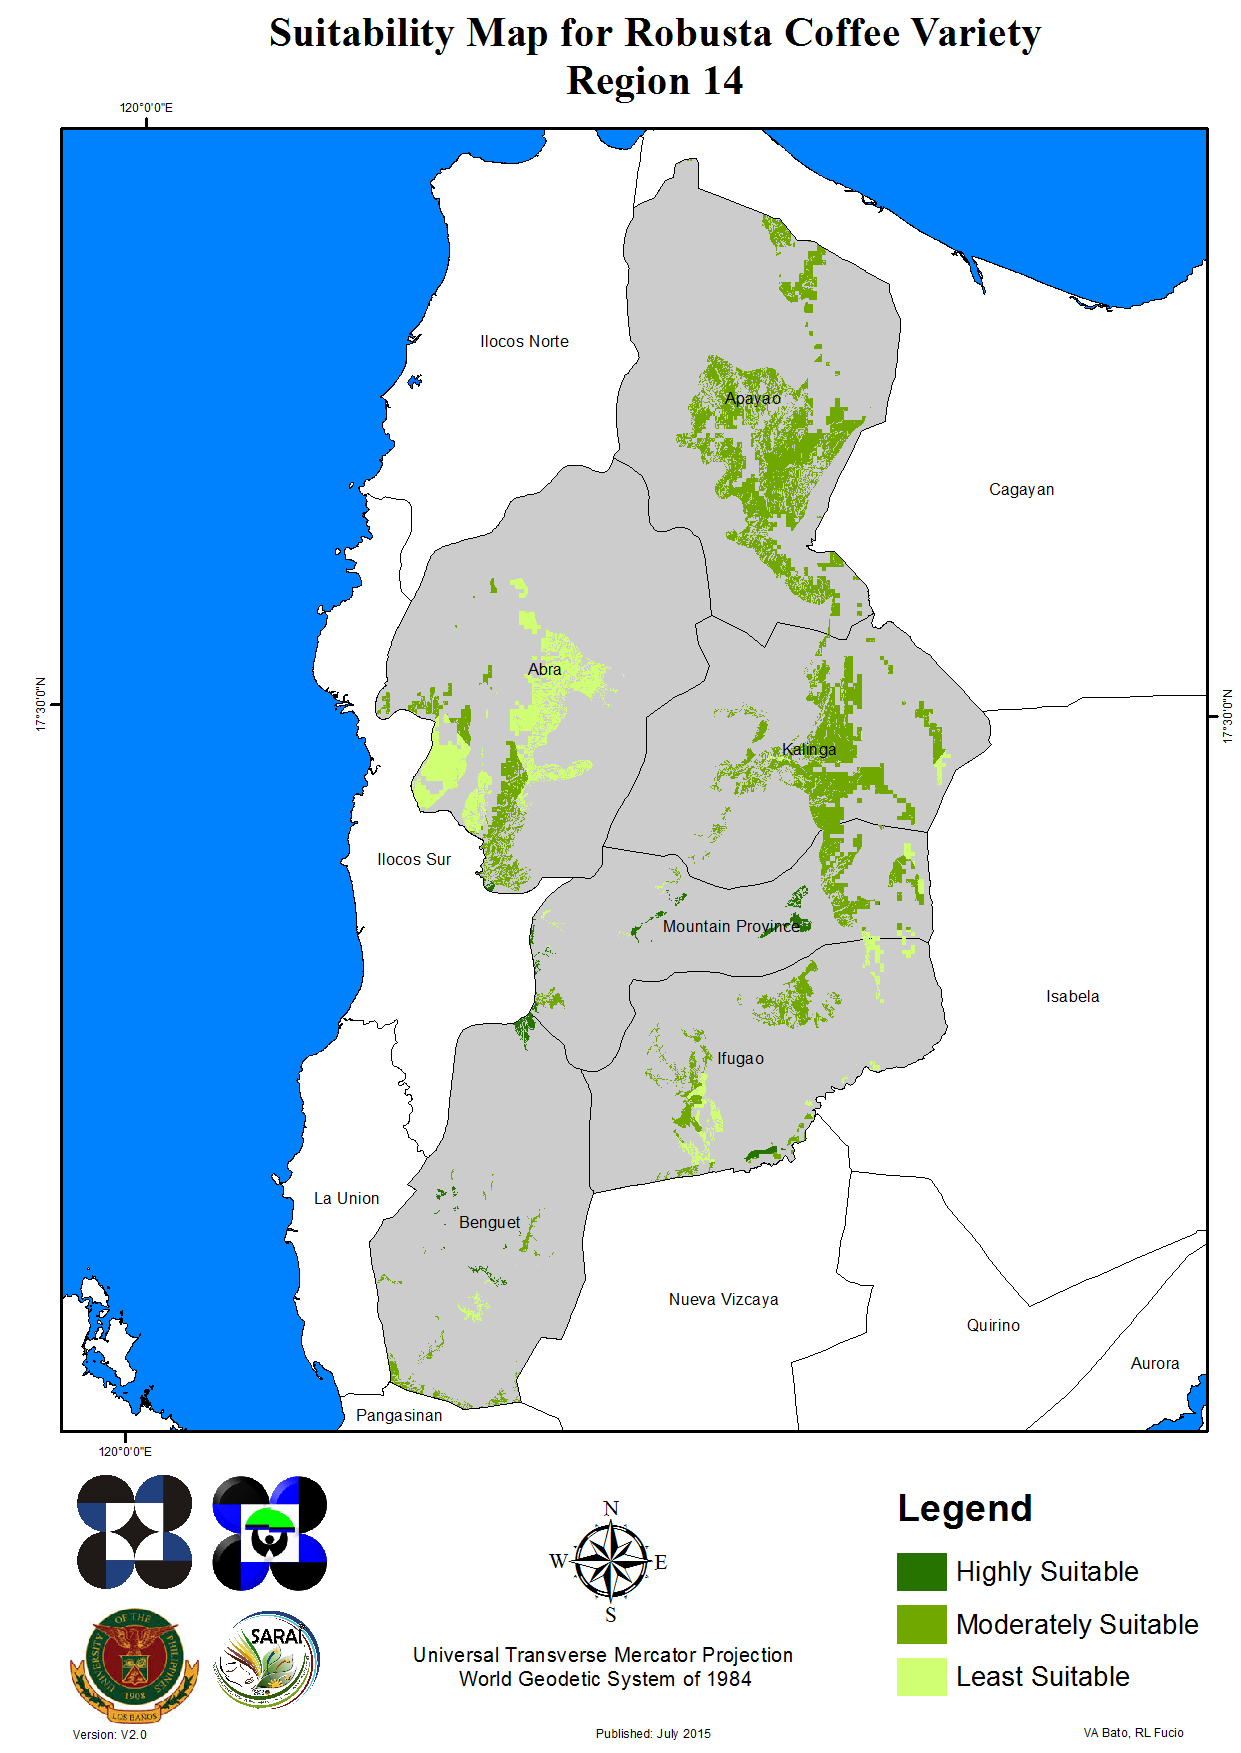 Suitability Map for Robusta Coffee Variety
Region 14
120°0'0"E
Ilocos Norte
Apayao
Cagayan
Abra
17°30'0"N
17°30'0"N
Kalinga
Ilocos Sur
Mountain Province
Isabela
Ifugao
La Union
Benguet
Nueva Vizcaya
Quirino
Aurora
Pangasinan
120°0'0"E
Legend
Highly Suitable
Moderately Suitable
Least Suitable
N
W
E
S
UNIVERSITY OF THE PHILIPPINES
1908
LOS BAÑOS
SARAI
Universal Transverse Mercator Projection
World Geodetic System of 1984
Version: V2.0
Published: July 2015
VA Bato, RL Fucio